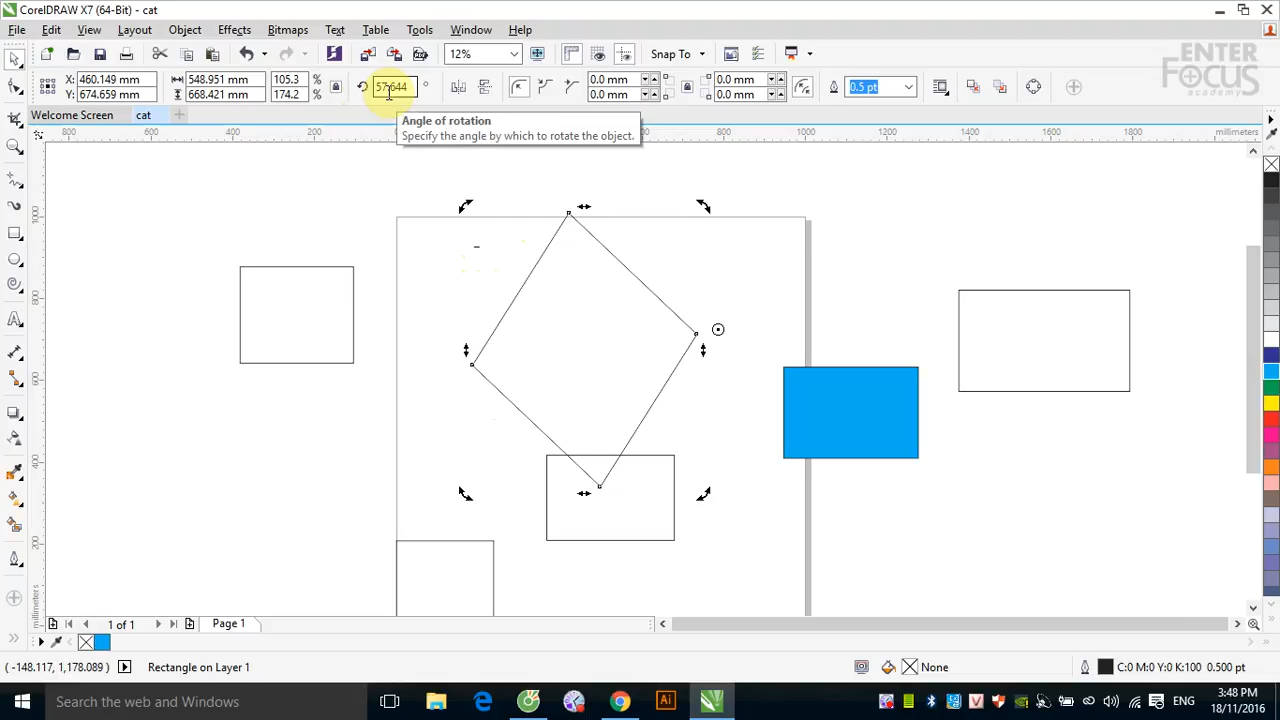 CorelDRAW X7 (64-Bit) - cat
File Edit View Layout Object Effects Bitmaps Text Table Tools Window Help
12% Snap To
ENTER
FOCUS
academy
X: 460.149 mm 548.951 mm 105.3 % 57.644 ° 0.0 mm 0.0 mm 0.5 pt
Y: 674.659 mm 668.421 mm 174.2 % 0.0 mm 0.0 mm
Welcome Screen cat
Angle of rotation
Specify the angle by which to rotate the object.
800 600 400 200 800 1000 1200 1400 1600 1800 millimeters
1000
800
600
400
200
millimeters
1 of 1 Page 1
(-148.117, 1,178.089) Rectangle on Layer 1 None C:0 M:0 Y:0 K:100 0.500 pt
Search the web and Windows
Ai
ENG
3:48 PM
18/11/2016